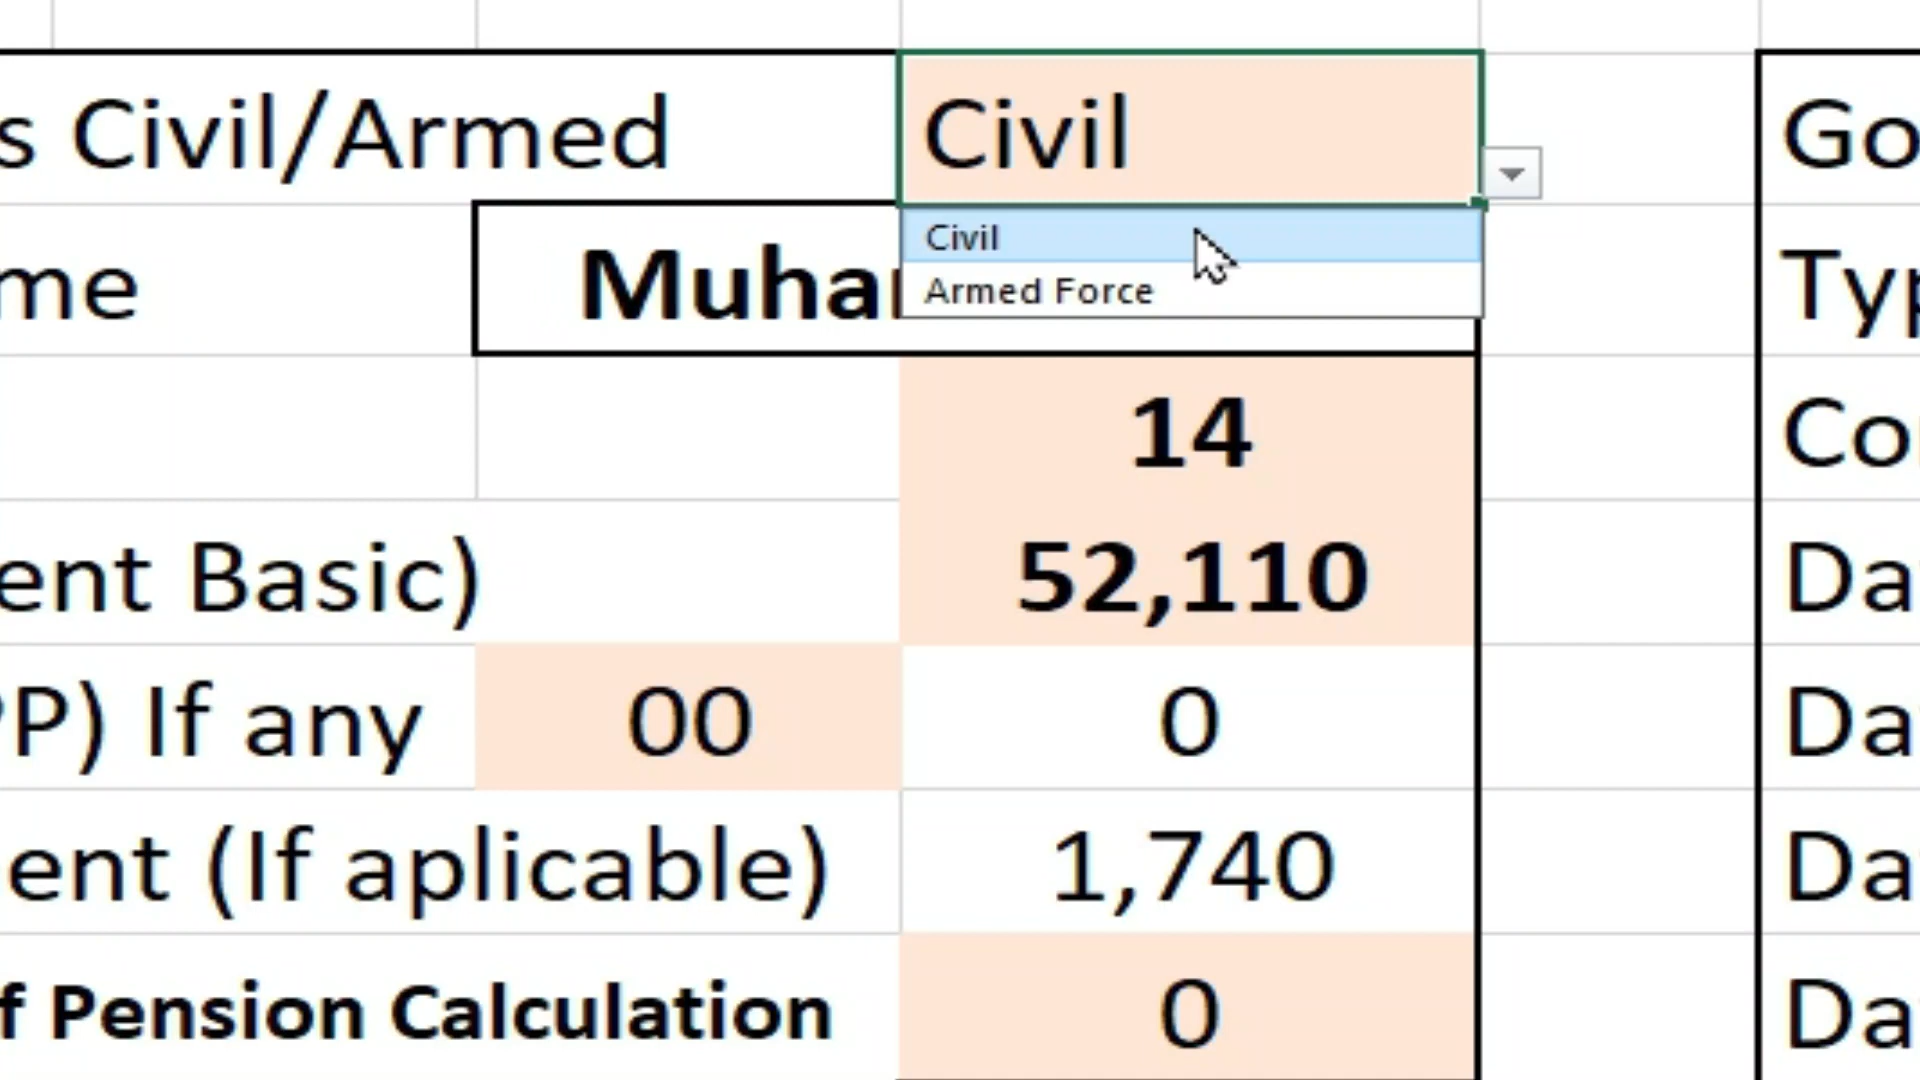 s Civil/Armed Civil Go
Civil
me Muha Typ
Armed Force
14 Co
52,110
ent Basic) Da
PP) If any 00 0 Da
ent (If aplicable) 1,740 Da
f Pension Calculation 0 Da